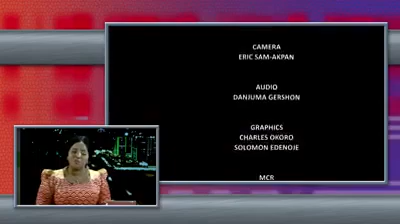 CAMERA
ERIC SAM-AKPAN
AUDIO
DANJUMA GERSHON
GRAPHICS
CHARLES OKORO
SOLOMON EDENOJE
MCR